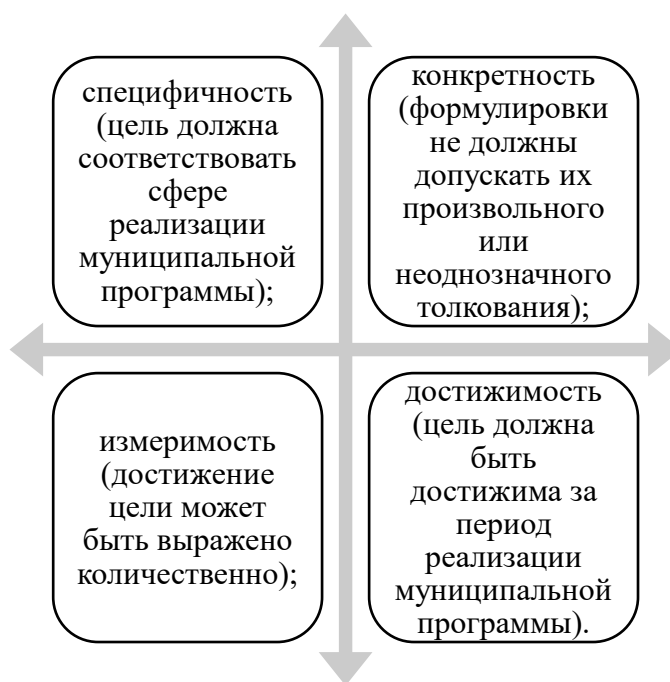 специфичность
(цель должна
соответствовать
сфере
реализации
муниципальной
программы);
конкретность
(формулировки
не должны
допускать их
произвольного
или
неоднозначного
толкования);
измеримость
(достижение
цели может
быть выражено
количественно);
достижимость
(цель должна
быть
достижима за
период
реализации
муниципальной
программы).